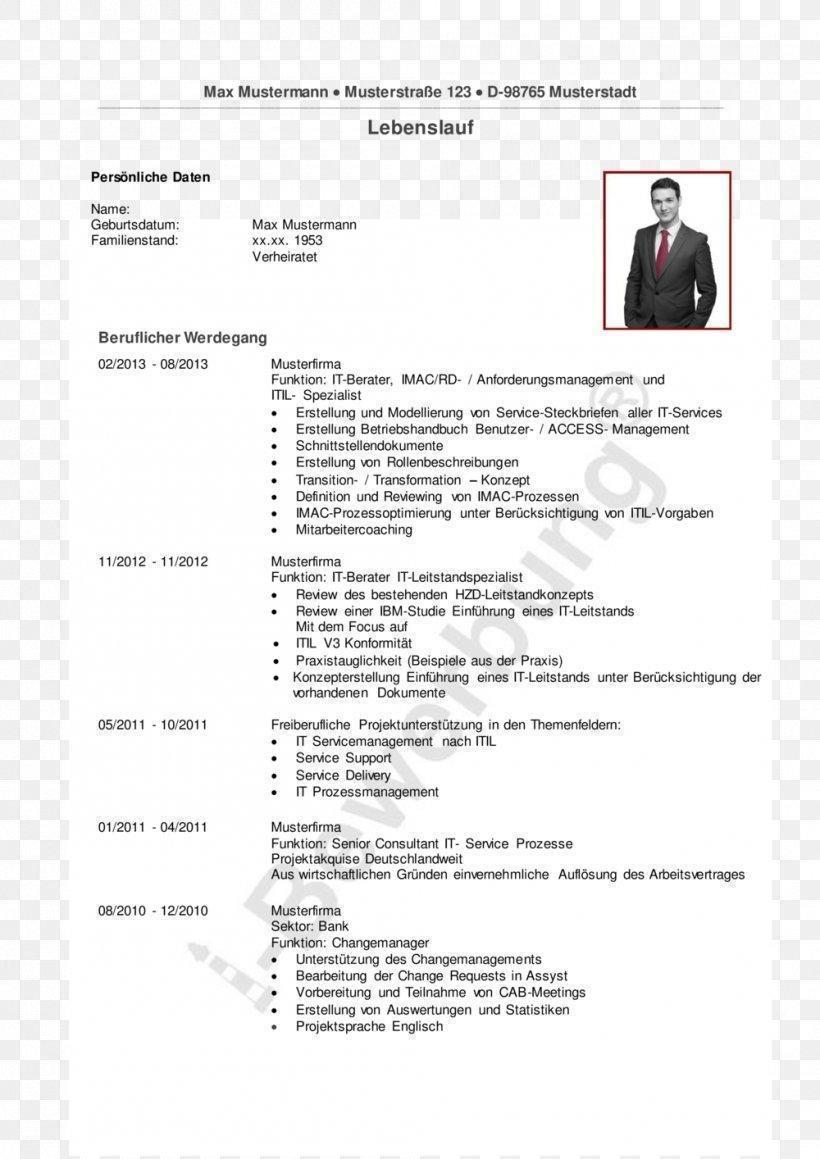 Max Mustermann • Musterstraße 123 • D-98765 Musterstadt
Lebenslauf
Persönliche Daten
Name:
Geburtsdatum: Max Mustermann
Familienstand: xx.xx. 1953
Verheiratet
Beruflicher Werdegang
02/2013 - 08/2013 Musterfirma
Funktion: IT-Berater, IMAC/RD- / Anforderungsmanagement und
ITIL- Spezialist
• Erstellung und Modellierung von Service-Steckbriefen aller IT-Services
• Erstellung Betriebshandbuch Benutzer- / ACCESS- Management
• Schnittstellendokumente
• Erstellung von Rollenbeschreibungen
• Transition- / Transformation – Konzept
• Definition und Reviewing von IMAC-Prozessen
• IMAC-Prozessoptimierung unter Berücksichtigung von ITIL-Vorgaben
• Mitarbeitercoaching
11/2012 - 11/2012 Musterfirma
Funktion: IT-Berater IT-Leitstandspezialist
• Review des bestehenden HZD-Leitstandkonzepts
• Review einer IBM-Studie Einführung eines IT-Leitstands
Mit dem Focus auf
• ITIL V3 Konformität
• Praxistauglichkeit (Beispiele aus der Praxis)
• Konzepterstellung Einführung eines IT-Leitstands unter Berücksichtigung der
vorhandenen Dokumente
05/2011 - 10/2011 Freiberufliche Projektunterstützung in den Themenfeldern:
• IT Servicemanagement nach ITIL
• Service Support
• Service Delivery
• IT Prozessmanagement
01/2011 - 04/2011 Musterfirma
Funktion: Senior Consultant IT- Service Prozesse
Projektakquise Deutschlandweit
Aus wirtschaftlichen Gründen einvernehmliche Auflösung des Arbeitsvertrages
08/2010 - 12/2010 Musterfirma
Sektor: Bank
Funktion: Changemanager
• Unterstützung des Changemanagements
• Bearbeitung der Change Requests in Assyst
• Vorbereitung und Teilnahme von CAB-Meetings
• Erstellung von Auswertungen und Statistiken
• Projektsprache Englisch
i-Bewerbung®